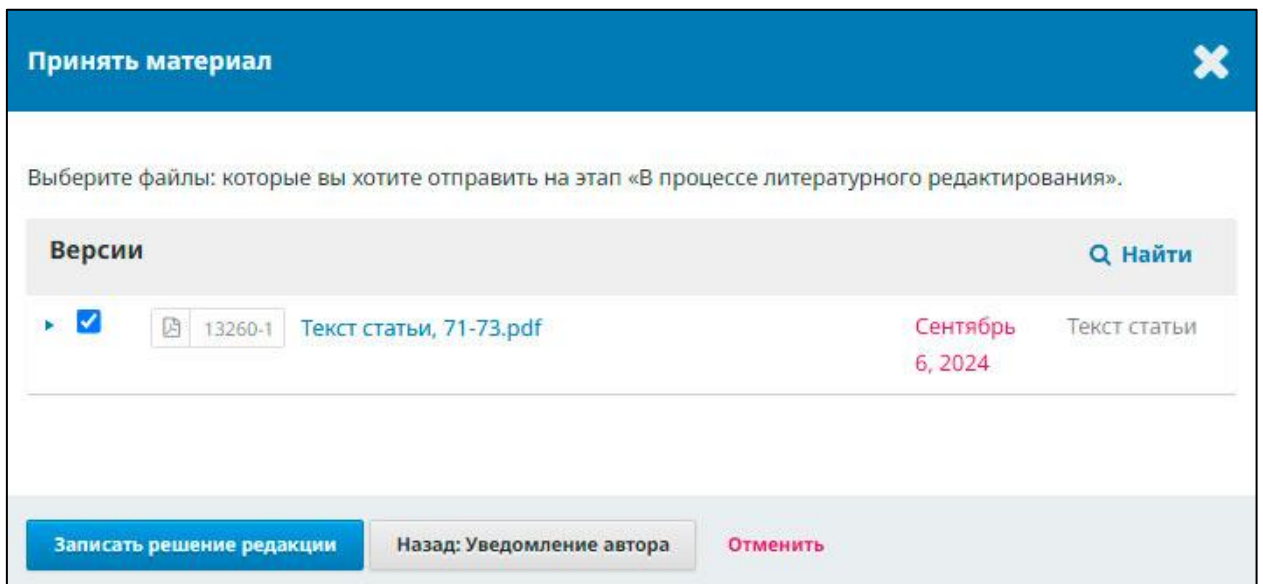 Принять материал
Выберите файлы: которые вы хотите отправить на этап «В процессе литературного редактирования».
Версии Найти
13260-1 Текст статьи, 71-73.pdf Сентябрь Текст статьи
6, 2024
Записать решение редакции Назад: Уведомление автора Отменить